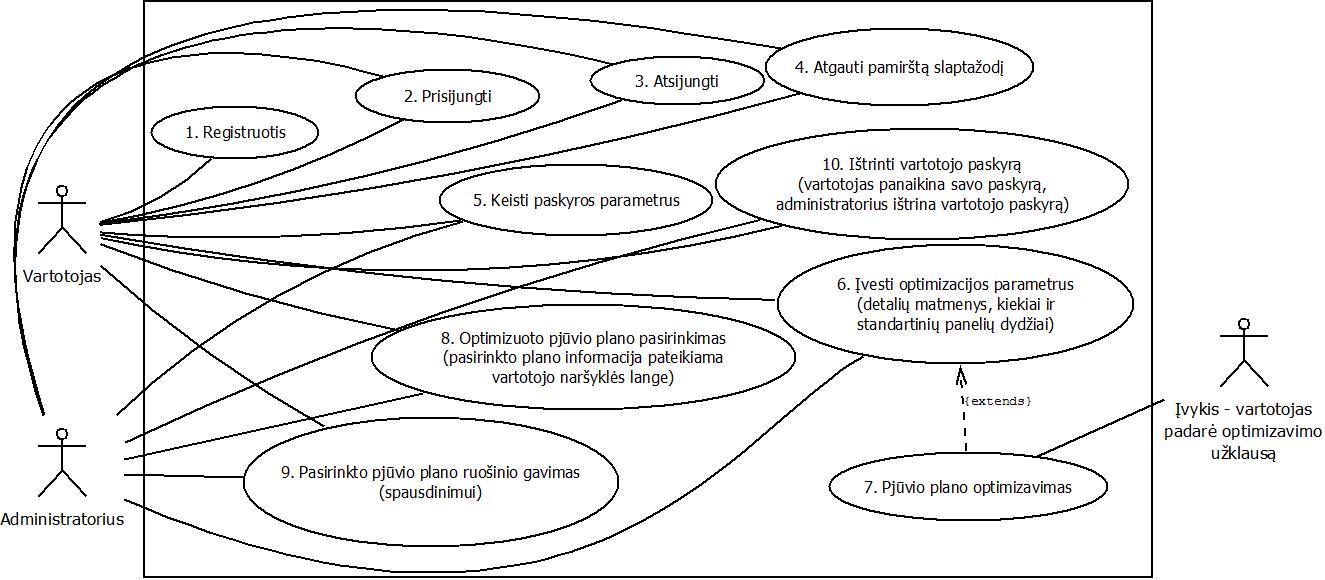 4. Atgauti pamirštą slaptažodį
3. Atsijungti
2. Prisijungti
1. Registruotis
10. Ištrinti vartotojo paskyrą
(vartotojas panaikina savo paskyrą,
administratorius ištrina vartotojo paskyrą)
5. Keisti paskyros parametrus
Vartotojas
6. Įvesti optimizacijos parametrus
(detalių matmenys, kiekiai ir
standartinių panelių dydžiai)
8. Optimizuoto pjūvio plano pasirinkimas
(pasirinkto plano informacija pateikiama
vartotojo naršyklės lange)
{extends}
Įvykis - vartotojas
padarė optimizavimo
užklausą
9. Pasirinkto pjūvio plano ruošinio gavimas
(spausdinimui)
7. Pjūvio plano optimizavimas
Administratorius